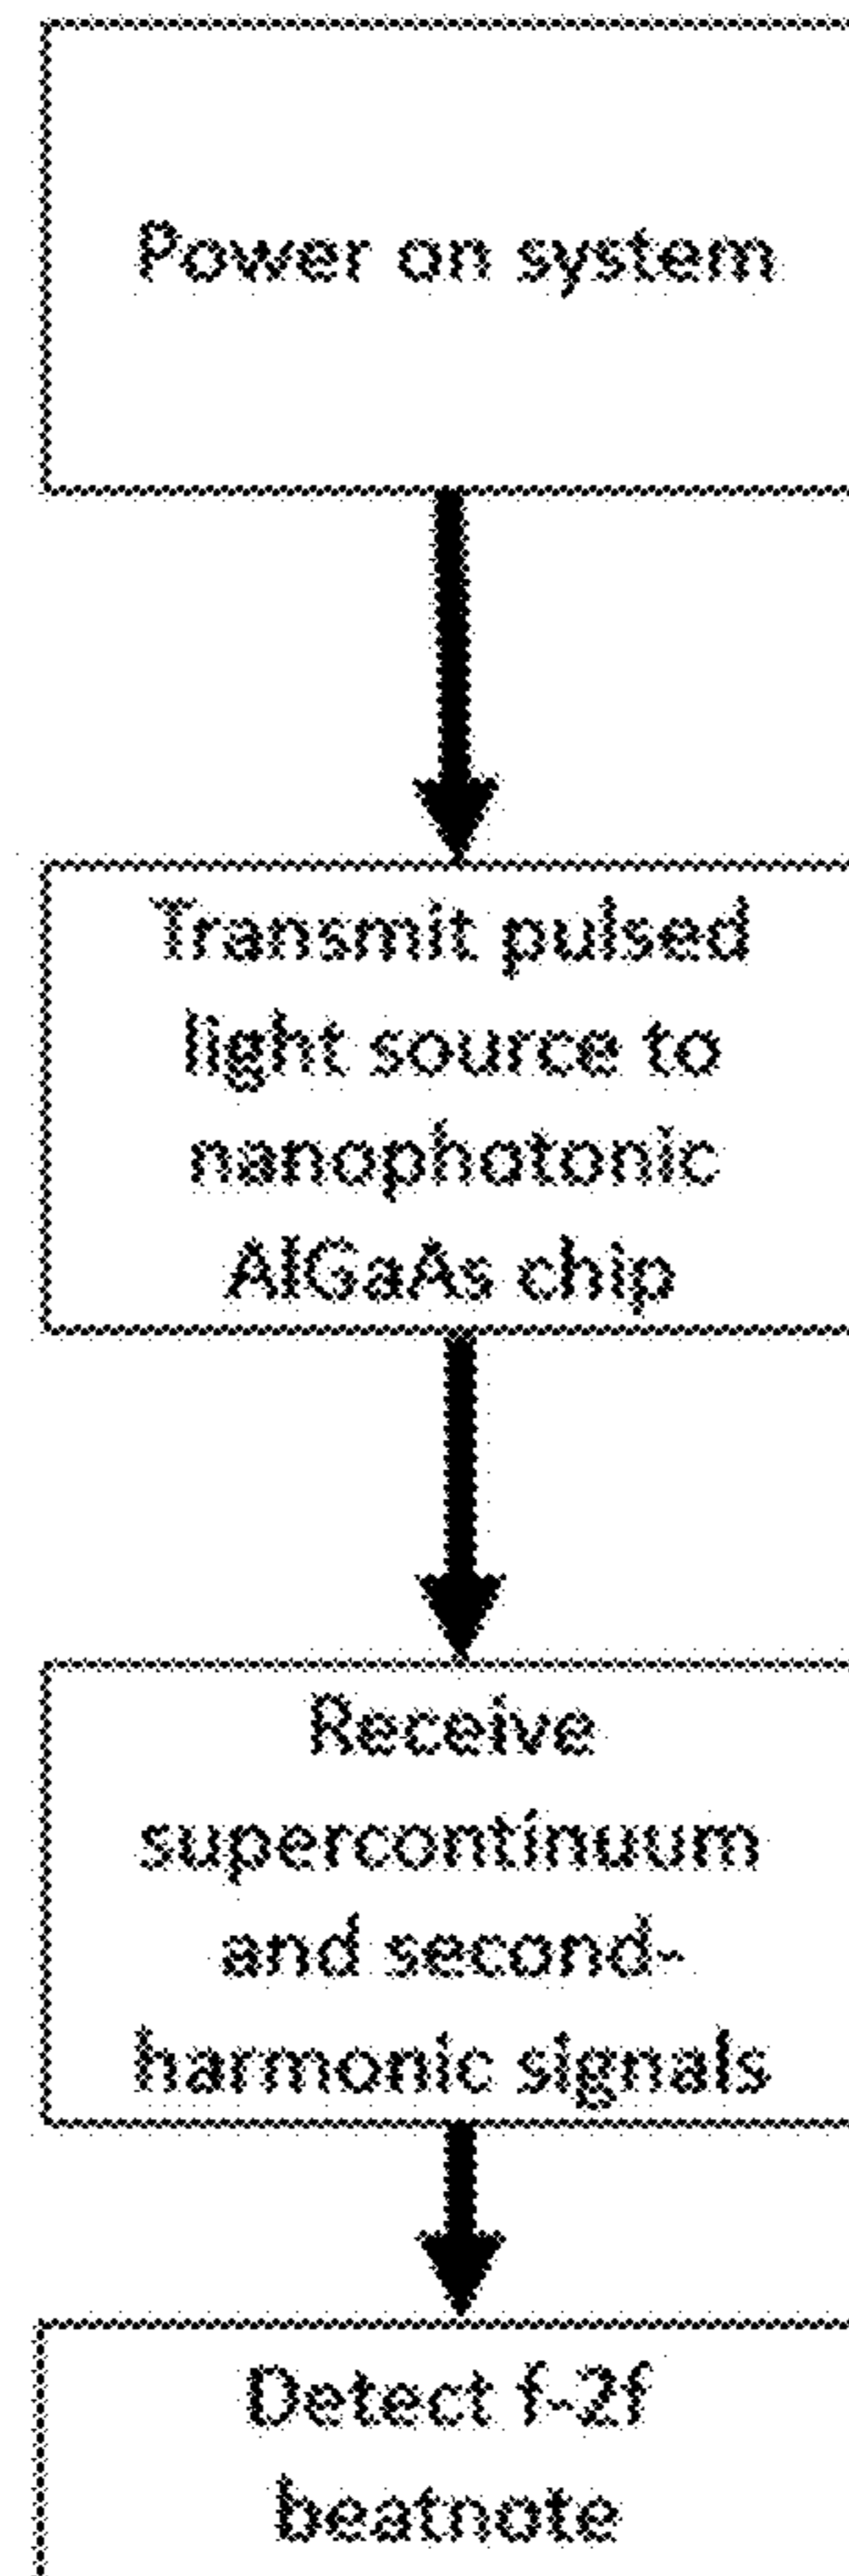 Power on system
Transmit pulsed
light source to
nanophotonic
AlGaAs chip
Receive
supercontinuum
and second-
harmonic signals
Detect f-2f
beatnote